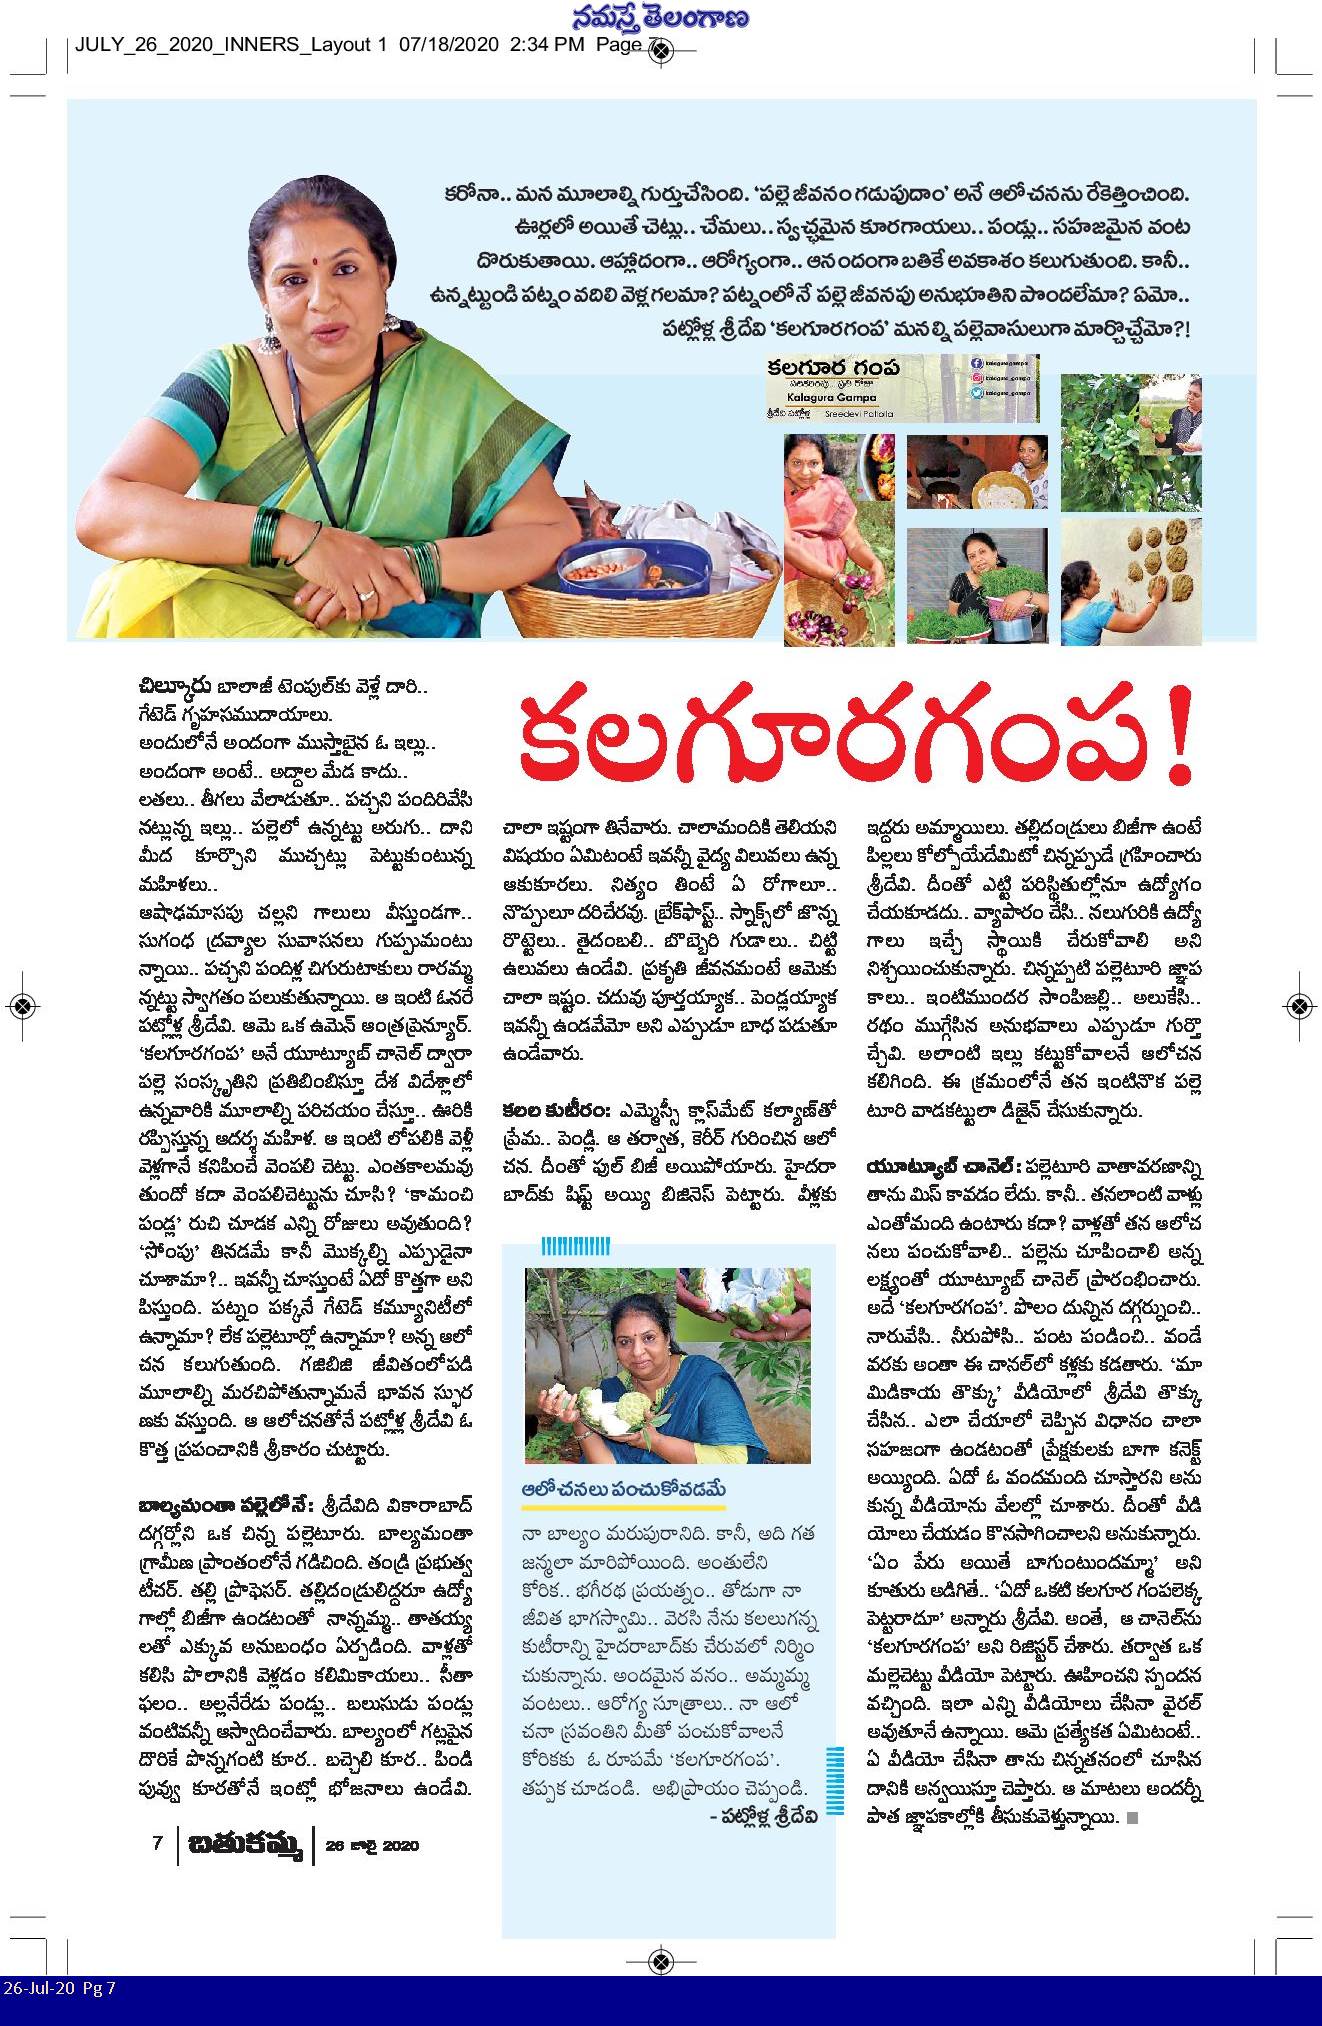 నమస్తే తెలంగాణ
JULY_26_2020_INNERS_Layout 1 07/18/2020 2:34 PM Page 7
కరోనా.. మన మూలాల్ని గుర్తుచేసింది. ‘పల్లె జీవనం గడుపుదాం’ అనే ఆలోచనను రేకెత్తించింది.
ఊర్లలో అయితే చెట్లు.. చేమలు.. స్వచ్ఛమైన కూరగాయలు.. పండ్లు.. సహజమైన వంట
దొరుకుతాయి. ఆహ్లాదంగా.. ఆరోగ్యంగా.. ఆనందంగా బతికే అవకాశం కలుగుతుంది. కానీ..
ఉన్నట్టుండి పట్నం వదిలి వెళ్లగలమా? పట్నంలోనే పల్లె జీవనపు అనుభూతిని పొందలేమా? ఏమో..
పట్లోళ్ల శ్రీదేవి ‘కలగూరగంప’ మనల్ని పల్లెవాసులుగా మార్చొచ్చేమో?!
కలగూర గంప
పలకరింపు.. ప్రతి రోజూ
Kalagura Gampa
శ్రీదేవి పట్లోళ్ల Sreedevi Patlolla
kalaguragampa
kalagura_gampa
kalagura_gampa
కలగూరగంప!
చిల్కూరు బాలాజీ టెంపుల్‌కు వెళ్లే దారి..
గేటెడ్ గృహసముదాయాలు.
అందులోనే అందంగా ముస్తాబైన ఓ ఇల్లు..
అందంగా అంటే.. అద్దాల మేడ కాదు..
లతలు.. తీగలు వేలాడుతూ.. పచ్చని పందిరివేసి
నట్లున్న ఇల్లు.. పల్లెలో ఉన్నట్టు అరుగు.. దాని
మీద కూర్చొని ముచ్చట్లు పెట్టుకుంటున్న
మహిళలు..
ఆషాఢమాసపు చల్లని గాలులు వీస్తుండగా..
సుగంధ ద్రవ్యాల సువాసనలు గుప్పుమంటు
న్నాయి.. పచ్చని పందిళ్ల చిగురుటాకులు రారమ్మ
న్నట్టు స్వాగతం పలుకుతున్నాయి. ఆ ఇంటి ఓనరే
పట్లోళ్ల శ్రీదేవి. ఆమె ఒక ఉమెన్ ఆంత్రప్రెన్యూర్.
‘కలగూరగంప’ అనే యూట్యూబ్ చానెల్ ద్వారా
పల్లె సంస్కృతిని ప్రతిబింబిస్తూ దేశ విదేశాల్లో
ఉన్నవారికి మూలాల్ని పరిచయం చేస్తూ.. ఊరికి
రప్పిస్తున్న ఆదర్శ మహిళ. ఆ ఇంటి లోపలికి వెళ్లీ
వెళ్లగానే కనిపించే వెంపలి చెట్టు. ఎంతకాలమవు
తుందో కదా వెంపలిచెట్టును చూసి? ‘కామంచి
పండ్ల’ రుచి చూడక ఎన్ని రోజులు అవుతుంది?
‘సోంపు’ తినడమే కానీ మొక్కల్ని ఎప్పుడైనా
చూశామా?.. ఇవన్నీ చూస్తుంటే ఏదో కొత్తగా అని
పిస్తుంది. పట్నం పక్కనే గేటెడ్ కమ్యూనిటీలో
ఉన్నామా? లేక పల్లెటూర్లో ఉన్నామా? అన్న ఆలో
చన కలుగుతుంది. గజిబిజి జీవితంలోపడి
మూలాల్ని మరచిపోతున్నామనే భావన స్ఫుర
ణకు వస్తుంది. ఆ ఆలోచనతోనే పట్లోళ్ల శ్రీదేవి ఓ
కొత్త ప్రపంచానికి శ్రీకారం చుట్టారు.
బాల్యమంతా పల్లెలోనే: శ్రీదేవిది వికారాబాద్
దగ్గర్లోని ఒక చిన్న పల్లెటూరు. బాల్యమంతా
గ్రామీణ ప్రాంతంలోనే గడిచింది. తండ్రి ప్రభుత్వ
టీచర్. తల్లి ప్రొఫెసర్. తల్లిదండ్రులిద్దరూ ఉద్యో
గాల్లో బిజీగా ఉండటంతో నాన్నమ్మ.. తాతయ్య
లతో ఎక్కువ అనుబంధం ఏర్పడింది. వాళ్లతో
కలిసి పొలానికి వెళ్లడం కలిమికాయలు.. సీతా
ఫలం.. అల్లనేరేడు పండ్లు.. బలుసుడు పండ్లు
వంటివన్నీ ఆస్వాదించేవారు. బాల్యంలో గట్లపైన
దొరికే పొన్నగంటి కూర.. బచ్చెలి కూర.. పిండి
పువ్వు కూరతోనే ఇంట్లో భోజనాలు ఉండేవి.
చాలా ఇష్టంగా తినేవారు. చాలామందికి తెలియని
విషయం ఏమిటంటే ఇవన్నీ వైద్య విలువలు ఉన్న
ఆకుకూరలు. నిత్యం తింటే ఏ రోగాలూ..
నొప్పులూ దరిచేరవు. బ్రేక్‌ఫాస్ట్.. స్నాక్స్‌లో జొన్న
రొట్టెలు.. తైదంబలి.. బొబ్బెరి గుడాలు.. చిట్టి
ఉలువలు ఉండేవి. ప్రకృతి జీవనమంటే ఆమెకు
చాలా ఇష్టం. చదువు పూర్తయ్యాక.. పెండ్లయ్యాక
ఇవన్నీ ఉండవేమో అని ఎప్పుడూ బాధ పడుతూ
ఉండేవారు.
కలల కుటీరం: ఎమ్మెస్సీ క్లాస్‌మేట్ కల్యాణ్‌తో
ప్రేమ.. పెండ్లి. ఆ తర్వాత, కెరీర్ గురించిన ఆలో
చన. దీంతో ఫుల్ బిజీ అయిపోయారు. హైదరా
బాద్‌కు షిఫ్ట్ అయ్యి బిజినెస్ పెట్టారు. వీళ్లకు
ఆలోచనలు పంచుకోవడమే
నా బాల్యం మరుపురానిది. కానీ, అది గత
జన్మలా మారిపోయింది. అంతులేని
కోరిక.. భగీరథ ప్రయత్నం.. తోడుగా నా
జీవిత భాగస్వామి.. వెరసి నేను కలలుగన్న
కుటీరాన్ని హైదరాబాద్‌కు చేరువలో నిర్మిం
చుకున్నాను. అందమైన వనం.. అమ్మమ్మ
వంటలు.. ఆరోగ్య సూత్రాలు.. నా ఆలో
చనా స్రవంతిని మీతో పంచుకోవాలనే
కోరికకు ఓ రూపమే ‘కలగూరగంప’.
తప్పక చూడండి. అభిప్రాయం చెప్పండి.
- పట్లోళ్ల శ్రీదేవి
ఇద్దరు అమ్మాయిలు. తల్లిదండ్రులు బిజీగా ఉంటే
పిల్లలు కోల్పోయేదేమిటో చిన్నప్పుడే గ్రహించారు
శ్రీదేవి. దీంతో ఎట్టి పరిస్థితుల్లోనూ ఉద్యోగం
చేయకూడదు.. వ్యాపారం చేసి.. నలుగురికి ఉద్యో
గాలు ఇచ్చే స్థాయికి చేరుకోవాలి అని
నిశ్చయించుకున్నారు. చిన్నప్పటి పల్లెటూరి జ్ఞాప
కాలు.. ఇంటిముందర సాంపిజల్లి.. అలుకేసి..
రథం ముగ్గేసిన అనుభవాలు ఎప్పుడూ గుర్తొ
చ్చేవి. అలాంటి ఇల్లు కట్టుకోవాలనే ఆలోచన
కలిగింది. ఈ క్రమంలోనే తన ఇంటినొక పల్లె
టూరి వాడకట్టులా డిజైన్ చేసుకున్నారు.
యూట్యూబ్ చానెల్: పల్లెటూరి వాతావరణాన్ని
తాను మిస్ కావడం లేదు. కానీ.. తనలాంటి వాళ్లు
ఎంతోమంది ఉంటారు కదా? వాళ్లతో తన ఆలోచ
నలు పంచుకోవాలి.. పల్లెను చూపించాలి అన్న
లక్ష్యంతో యూట్యూబ్ చానెల్ ప్రారంభించారు.
అదే ‘కలగూరగంప’. పొలం దున్నిన దగ్గర్నుంచి..
నారువేసి.. నీరుపోసి.. పంట పండించి.. వండే
వరకు అంతా ఈ చానల్‌లో కళ్లకు కడతారు. ‘మా
మిడికాయ తొక్కు’ వీడియోలో శ్రీదేవి తొక్కు
చేసిన.. ఎలా చేయాలో చెప్పిన విధానం చాలా
సహజంగా ఉండటంతో ప్రేక్షకులకు బాగా కనెక్ట్
అయ్యింది. ఏదో ఓ వందమంది చూస్తారని అను
కున్న వీడియోను వేలల్లో చూశారు. దీంతో వీడి
యోలు చేయడం కొనసాగించాలని అనుకున్నారు.
‘ఏం పేరు అయితే బాగుంటుందమ్మా’ అని
కూతురు అడిగితే.. ‘ఏదో ఒకటి కలగూర గంపలెక్క
పెట్టరాదూ’ అన్నారు శ్రీదేవి. అంతే, ఆ చానెల్‌ను
‘కలగూరగంప’ అని రిజిస్టర్ చేశారు. తర్వాత ఒక
మల్లెచెట్టు వీడియో పెట్టారు. ఊహించని స్పందన
వచ్చింది. ఇలా ఎన్ని వీడియోలు చేసినా వైరల్
అవుతూనే ఉన్నాయి. ఆమె ప్రత్యేకత ఏమిటంటే..
ఏ వీడియో చేసినా తాను చిన్నతనంలో చూసిన
దానికి అన్వయిస్తూ చెప్తారు. ఆ మాటలు అందర్నీ
పాత జ్ఞాపకాల్లోకి తీసుకువెళ్తున్నాయి.
7 బతుకమ్మ 26 జూలై 2020
26-Jul-20 Pg 7